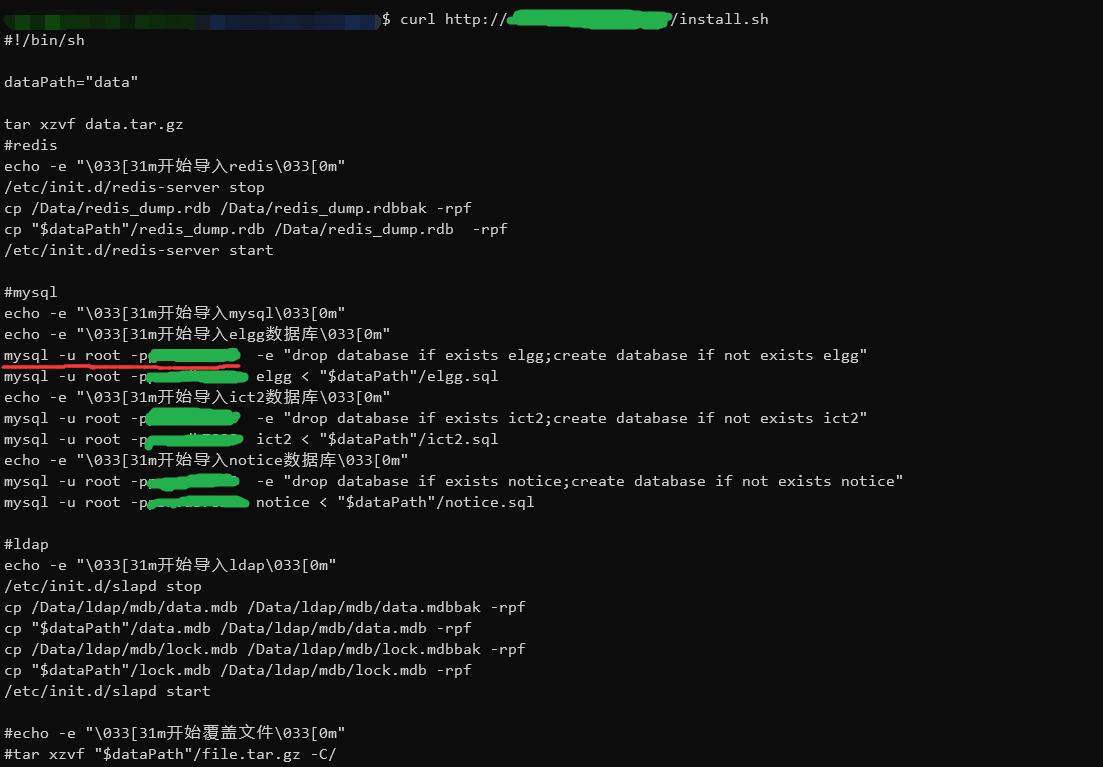 $ curl http:// /install.sh
#!/bin/sh
dataPath="data"
tar xzvf data.tar.gz
#redis
echo -e "\033[31m开始导入redis\033[0m"
/etc/init.d/redis-server stop
cp /Data/redis_dump.rdb /Data/redis_dump.rdbbak -rpf
cp "$dataPath"/redis_dump.rdb /Data/redis_dump.rdb  -rpf
/etc/init.d/redis-server start
#mysql
echo -e "\033[31m开始导入mysql\033[0m"
echo -e "\033[31m开始导入elgg数据库\033[0m"
mysql -u root -p  -e "drop database if exists elgg;create database if not exists elgg"
mysql -u root -p elgg < "$dataPath"/elgg.sql
echo -e "\033[31m开始导入ict2数据库\033[0m"
mysql -u root -p  -e "drop database if exists ict2;create database if not exists ict2"
mysql -u root -p ict2 < "$dataPath"/ict2.sql
echo -e "\033[31m开始导入notice数据库\033[0m"
mysql -u root -p  -e "drop database if exists notice;create database if not exists notice"
mysql -u root -p notice < "$dataPath"/notice.sql
#ldap
echo -e "\033[31m开始导入ldap\033[0m"
/etc/init.d/slapd stop
cp /Data/ldap/mdb/data.mdb /Data/ldap/mdb/data.mdbbak -rpf
cp "$dataPath"/data.mdb /Data/ldap/mdb/data.mdb -rpf
cp /Data/ldap/mdb/lock.mdb /Data/ldap/mdb/lock.mdbbak -rpf
cp "$dataPath"/lock.mdb /Data/ldap/mdb/lock.mdb -rpf
/etc/init.d/slapd start
#echo -e "\033[31m开始覆盖文件\033[0m"
#tar xzvf "$dataPath"/file.tar.gz -C/